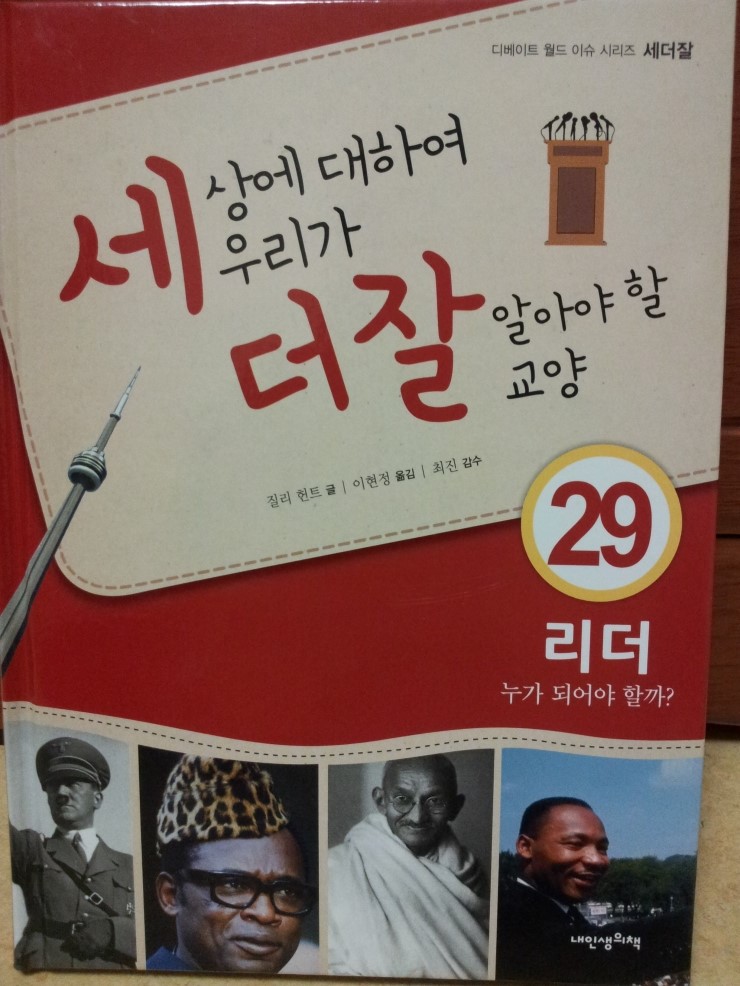 디베이트 월드 이슈 시리즈 세더잘
세상에 대하여
우리가
더잘 알아야 할
교양
질리 헌트 글 | 이현정 옮김 | 최진 감수
29
리더
누가 되어야 할까?
내인생의책